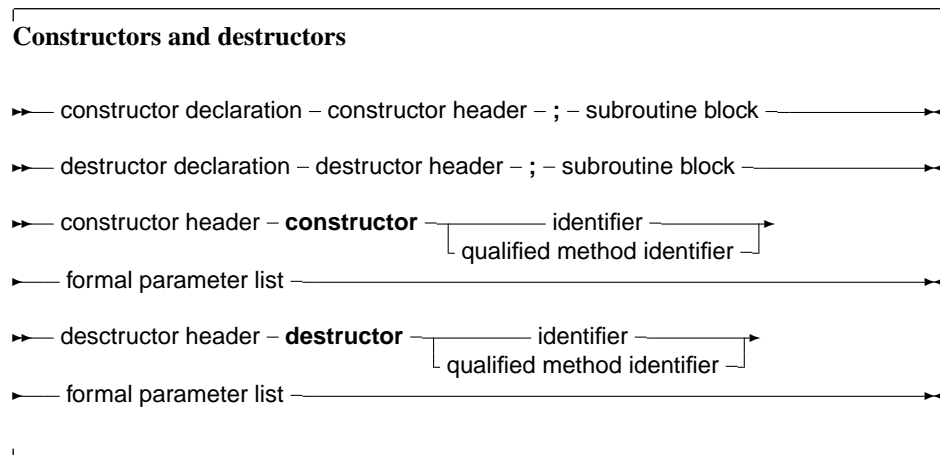 Constructors and destructors
constructor declaration – constructor header – ; – subroutine block –
destructor declaration – destructor header – ; – subroutine block –
constructor header – constructor – identifier –
qualified method identifier –
formal parameter list –
desctructor header – destructor – identifier –
qualified method identifier –
formal parameter list –